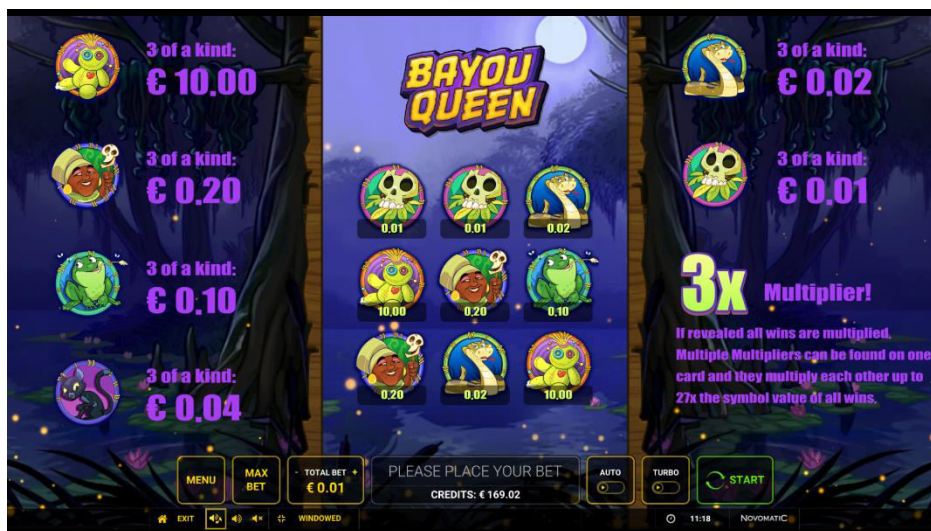 3 of a kind:
€ 10.00
3 of a kind:
€ 0.20
3 of a kind:
€ 0.10
3 of a kind:
€ 0.04
BAYOU
QUEEN
0.01 0.01 0.02
10.00 0.20 0.10
0.20 0.02 10.00
3 of a kind:
€ 0.02
3 of a kind:
€ 0.01
3x Multiplier!
If revealed all wins are multiplied.
Multiple Multipliers can be found on one
card and they multiply each other up to
27x the symbol value of all wins.
MENU
MAX
BET
- TOTAL BET +
€ 0.01
PLEASE PLACE YOUR BET
CREDITS: € 169.02
AUTO
TURBO
START
EXIT
WINDOWED
11:18
NOVOMATIC